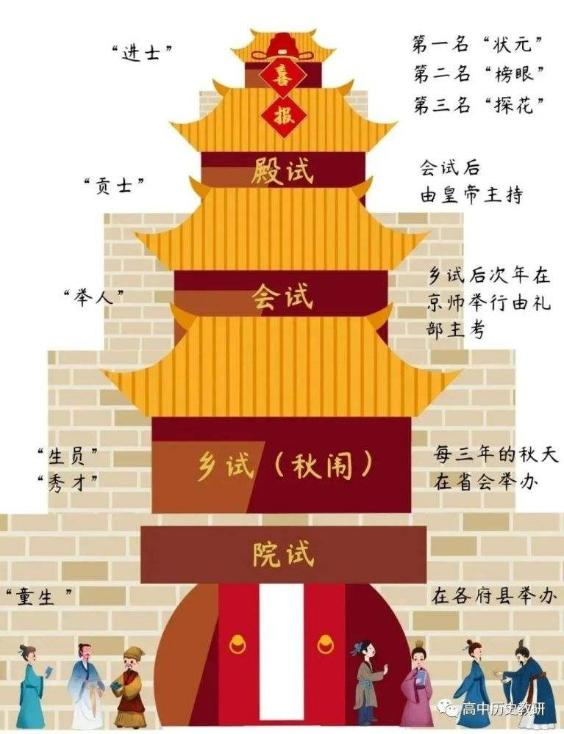 “进士”
第一名“状元”
第二名“榜眼”
第三名“探花”
喜
报
殿试
“贡士”
会试后
由皇帝主持
会试
“举人”
乡试后次年在
京师举行由礼
部主考
乡试（秋闱）
“生员”
“秀才”
每三年的秋天
在省会举办
院试
“童生 ”
在各府县举办
高中历史教研